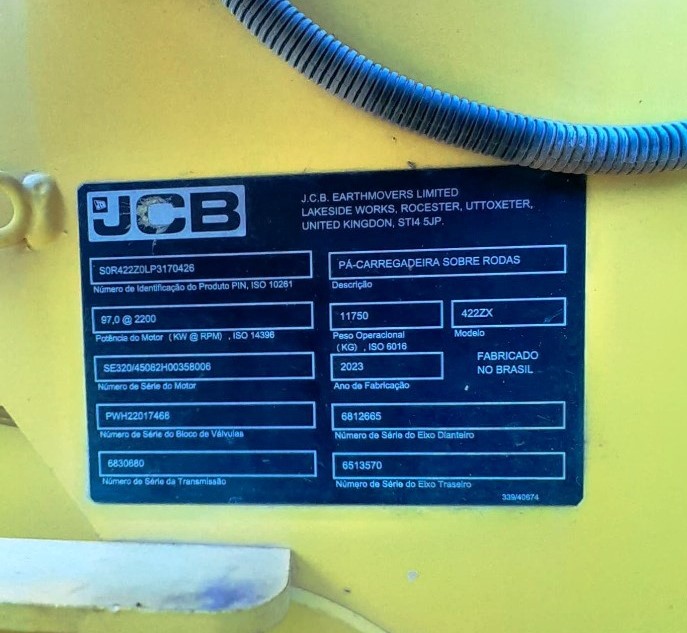 JCB
J.C.B. EARTHMOVERS LIMITED
LAKESIDE WORKS, ROCESTER, UTTOXETER,
UNITED KINGDON, STI4 5JP.
S0R422Z0LP3170426
Número de Identificação do Produto PIN, ISO 10261
PÁ-CARREGADEIRA SOBRE RODAS
Descrição
97,0 @ 2200
Potência do Motor (KW @ RPM) , ISO 14396
11750
Peso Operacional
(KG) , ISO 6016
422ZX
Modelo
SE320/45082H00358006
Número de Série do Motor
2023
Ano de Fabricação
FABRICADO
NO BRASIL
PWH22017468
Número de Série do Bloco de Válvulas
6812665
Número de Série do Eixo Dianteiro
6830680
Número de Série da Transmissão
6513570
Número de Série do Eixo Traseiro
339/40674